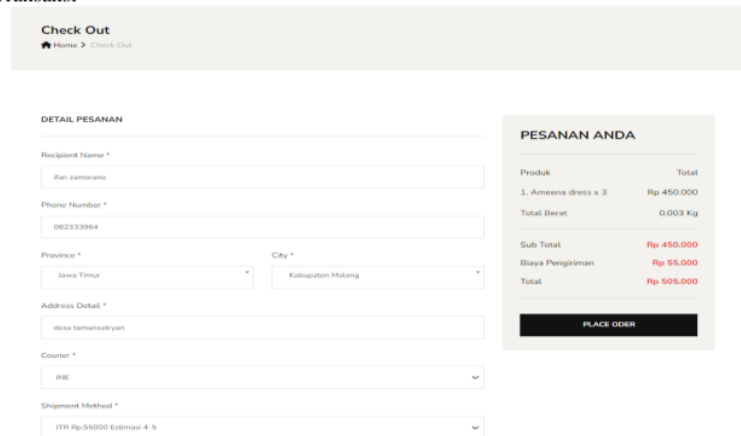 Check Out
Home > Check Out
DETAIL PESANAN
Recipient Name *
ifan zamorano
Phone Number *
082333964
Province *
City *
Jawa Timur
Kabupaten Malang
Address Detail *
desa tamansatryan
Courier *
JNE
Shipment Method *
JTR Rp.55000 Estimasi 4-5
PESANAN ANDA
Produk Total
1. Ameena dress x 3 Rp 450.000
Total Berat 0.003 Kg
Sub Total Rp 450.000
Biaya Pengiriman Rp 55.000
Total Rp 505.000
PLACE ODER